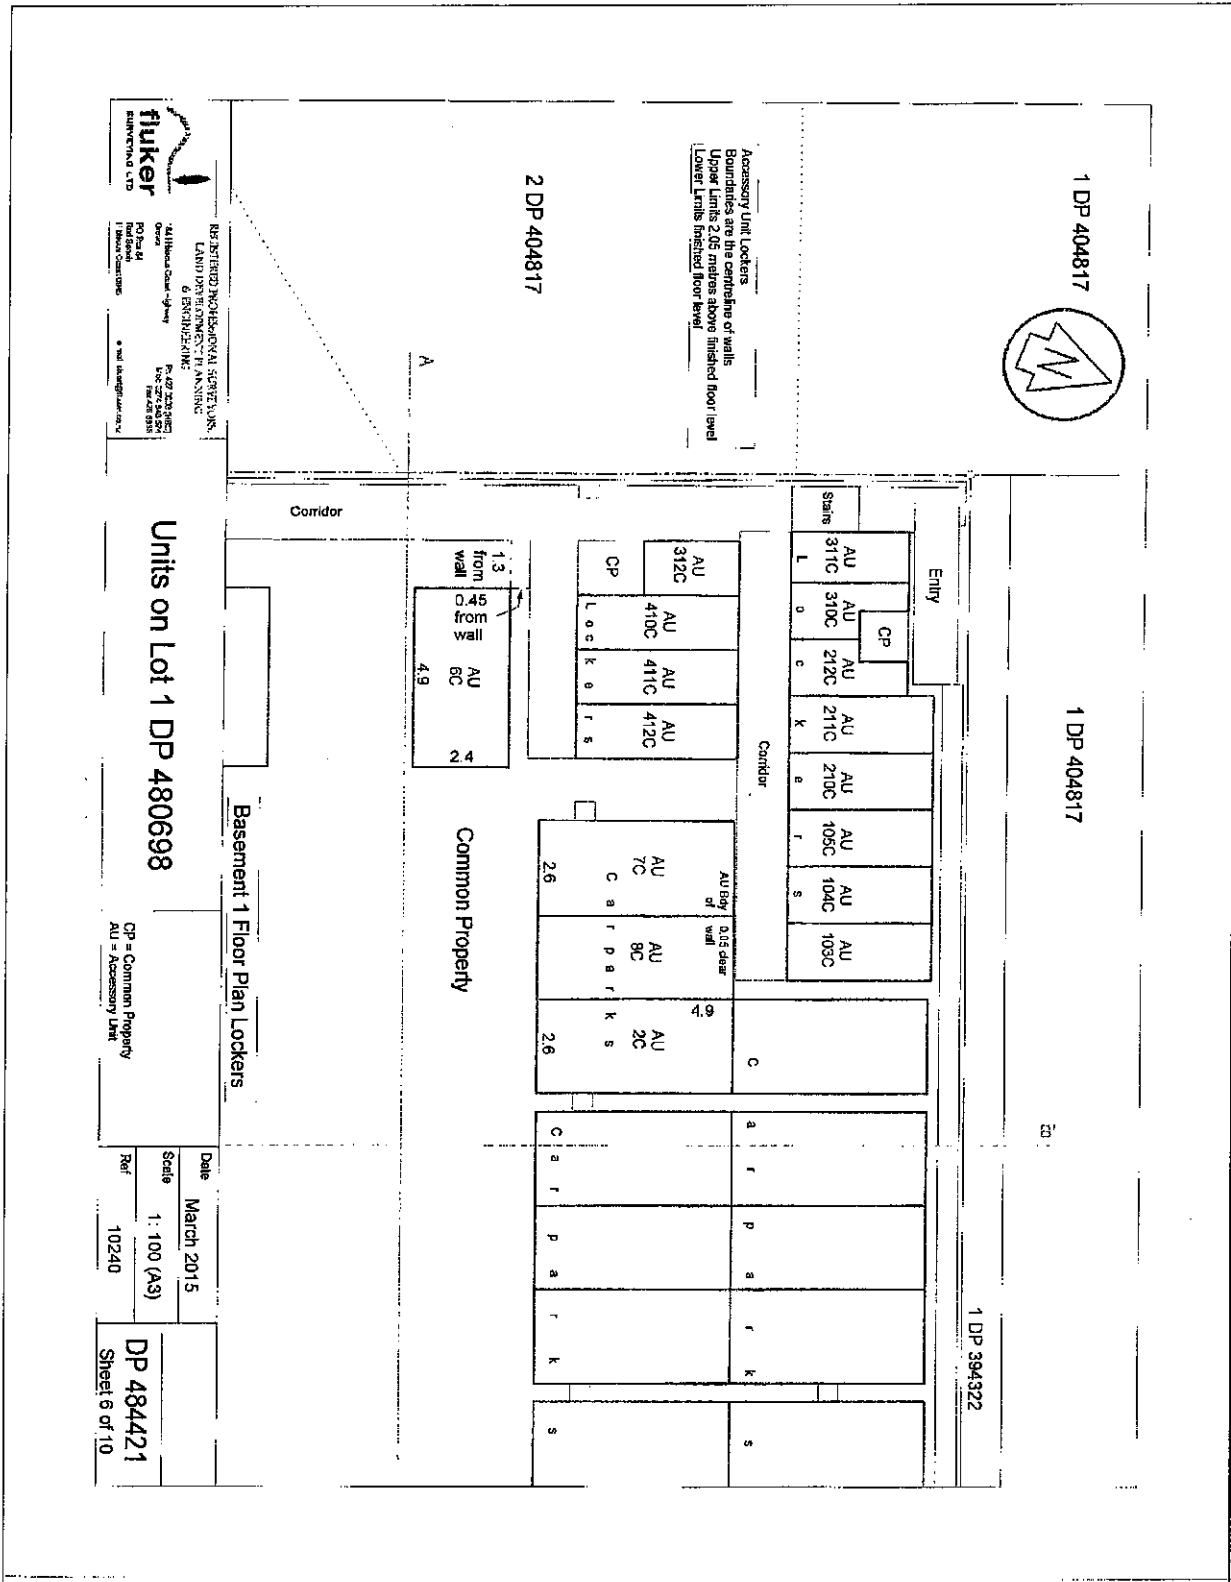 1 DP 404817
N
1 DP 404817
Accessory Unit Lockers
Boundaries are the centreline of walls
Upper Limits 2.05 metres above finished floor level
Lower Limits finished floor level
2 DP 404817
Entry
Stairs
AU
311C
AU
310C
CP
AU
212C
AU
211C
AU
210C
AU
105C
AU
104C
AU
103C
L o c k e r s
Corridor
1 DP 394322
AU
312C
CP
AU
410C
AU
411C
AU
412C
L o c k e r s
AU Bdy 0.05 clear
of wall
AU
7C
AU
8C
AU
2C
4.9
2.6
2.6
C a r p a r k s
C a r p a r k s
C a r p a r k s
1.3
from
wall
0.45
from
wall
AU
6C
4.9
2.4
A
Common Property
Corridor
Basement 1 Floor Plan Lockers
fluker
SURVEYING LTD
REGISTERED PROFESSIONAL SURVEYORS,
LAND DEVELOPMENT PLANNING
& ENGINEERING
Orewa
PO Box 84
Red Beach
Units on Lot 1 DP 480698
CP = Common Property
AU = Accessory Unit
Date March 2015
Scale 1: 100 (A3)
Ref 10240
DP 484421
Sheet 6 of 10